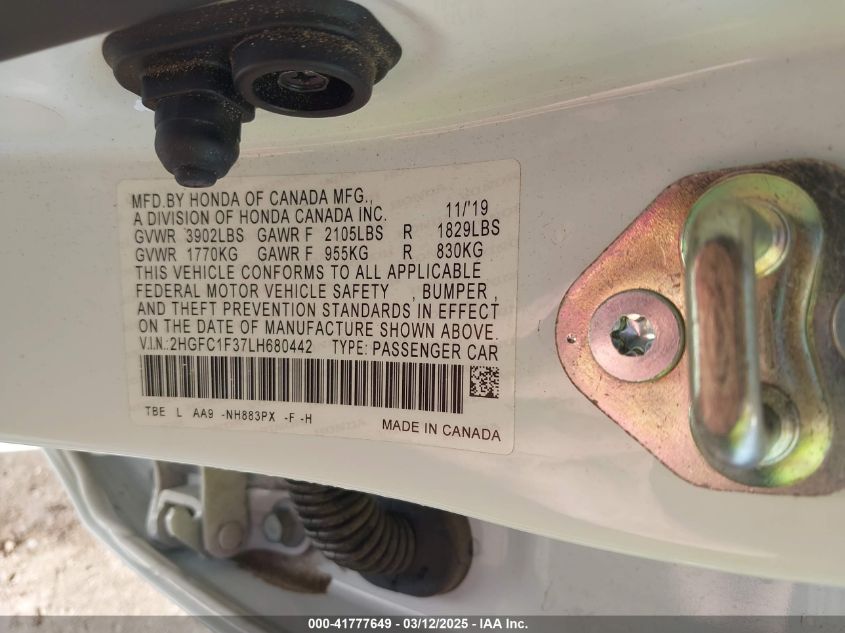 MFD.BY HONDA OF CANADA MFG.,
A DIVISION OF HONDA CANADA INC. 11/'19
GVWR 3902LBS GAWR F 2105LBS R 1829LBS
GVWR 1770KG GAWR F 955KG R 830KG
THIS VEHICLE CONFORMS TO ALL APPLICABLE
FEDERAL MOTOR VEHICLE SAFETY , BUMPER ,
AND THEFT PREVENTION STANDARDS IN EFFECT
ON THE DATE OF MANUFACTURE SHOWN ABOVE.
V.I.N.:2HGFC1F37LH680442 TYPE: PASSENGER CAR
TBE L AA9 -NH883PX -F -H
MADE IN CANADA
000-41777649 - 03/12/2025 - IAA Inc.